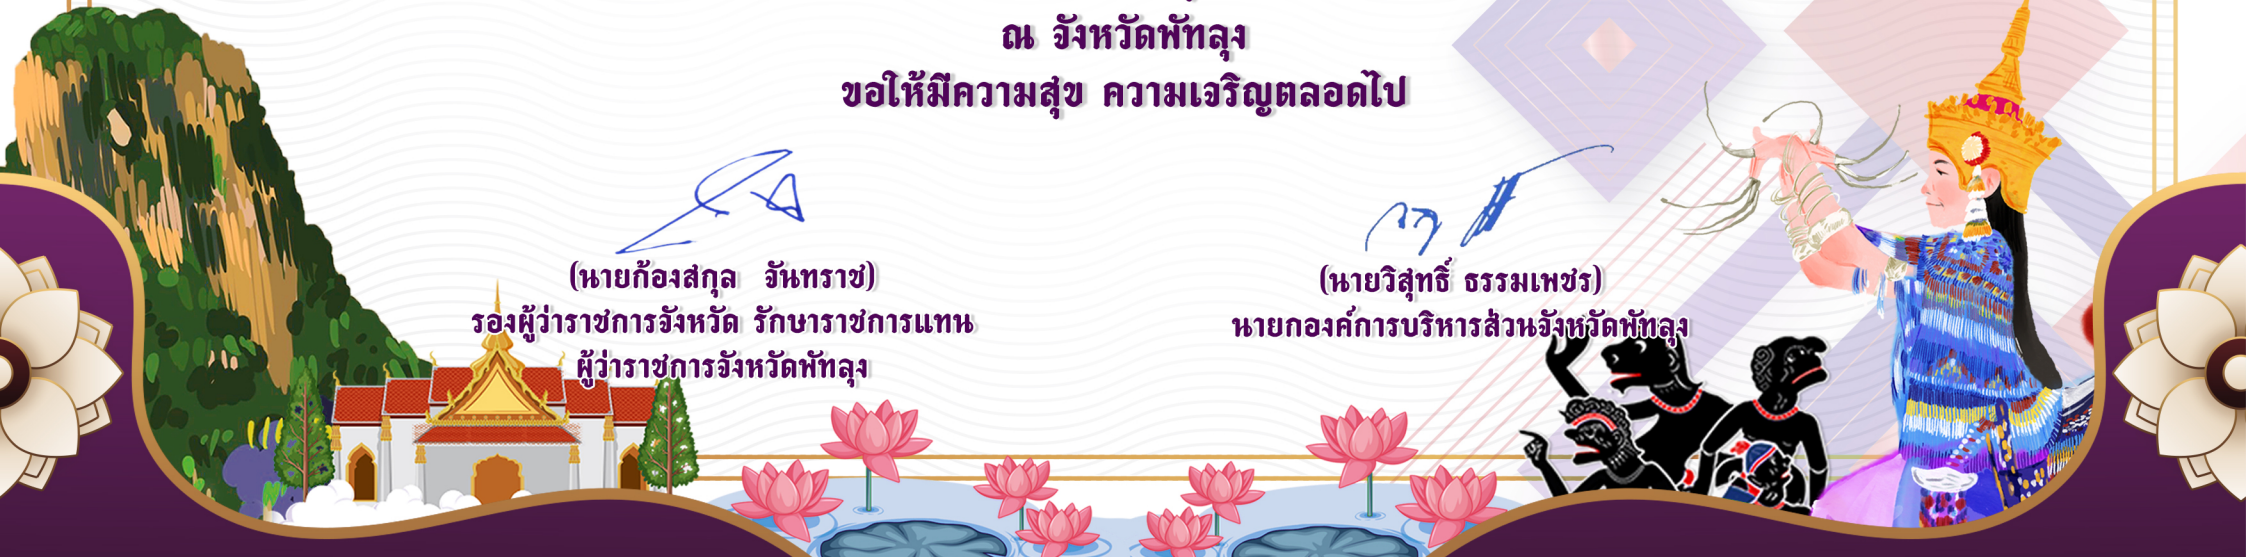 ณ จังหวัดพัทลุง
ขอให้มีความสุข ความเจริญตลอดไป
(นายก้องสกุล จันทราช)
รองผู้ว่าราชการจังหวัด รักษาราชการแทน
ผู้ว่าราชการจังหวัดพัทลุง
(นายวิสุทธิ์ ธรรมเพชร)
นายกองค์การบริหารส่วนจังหวัดพัทลุง